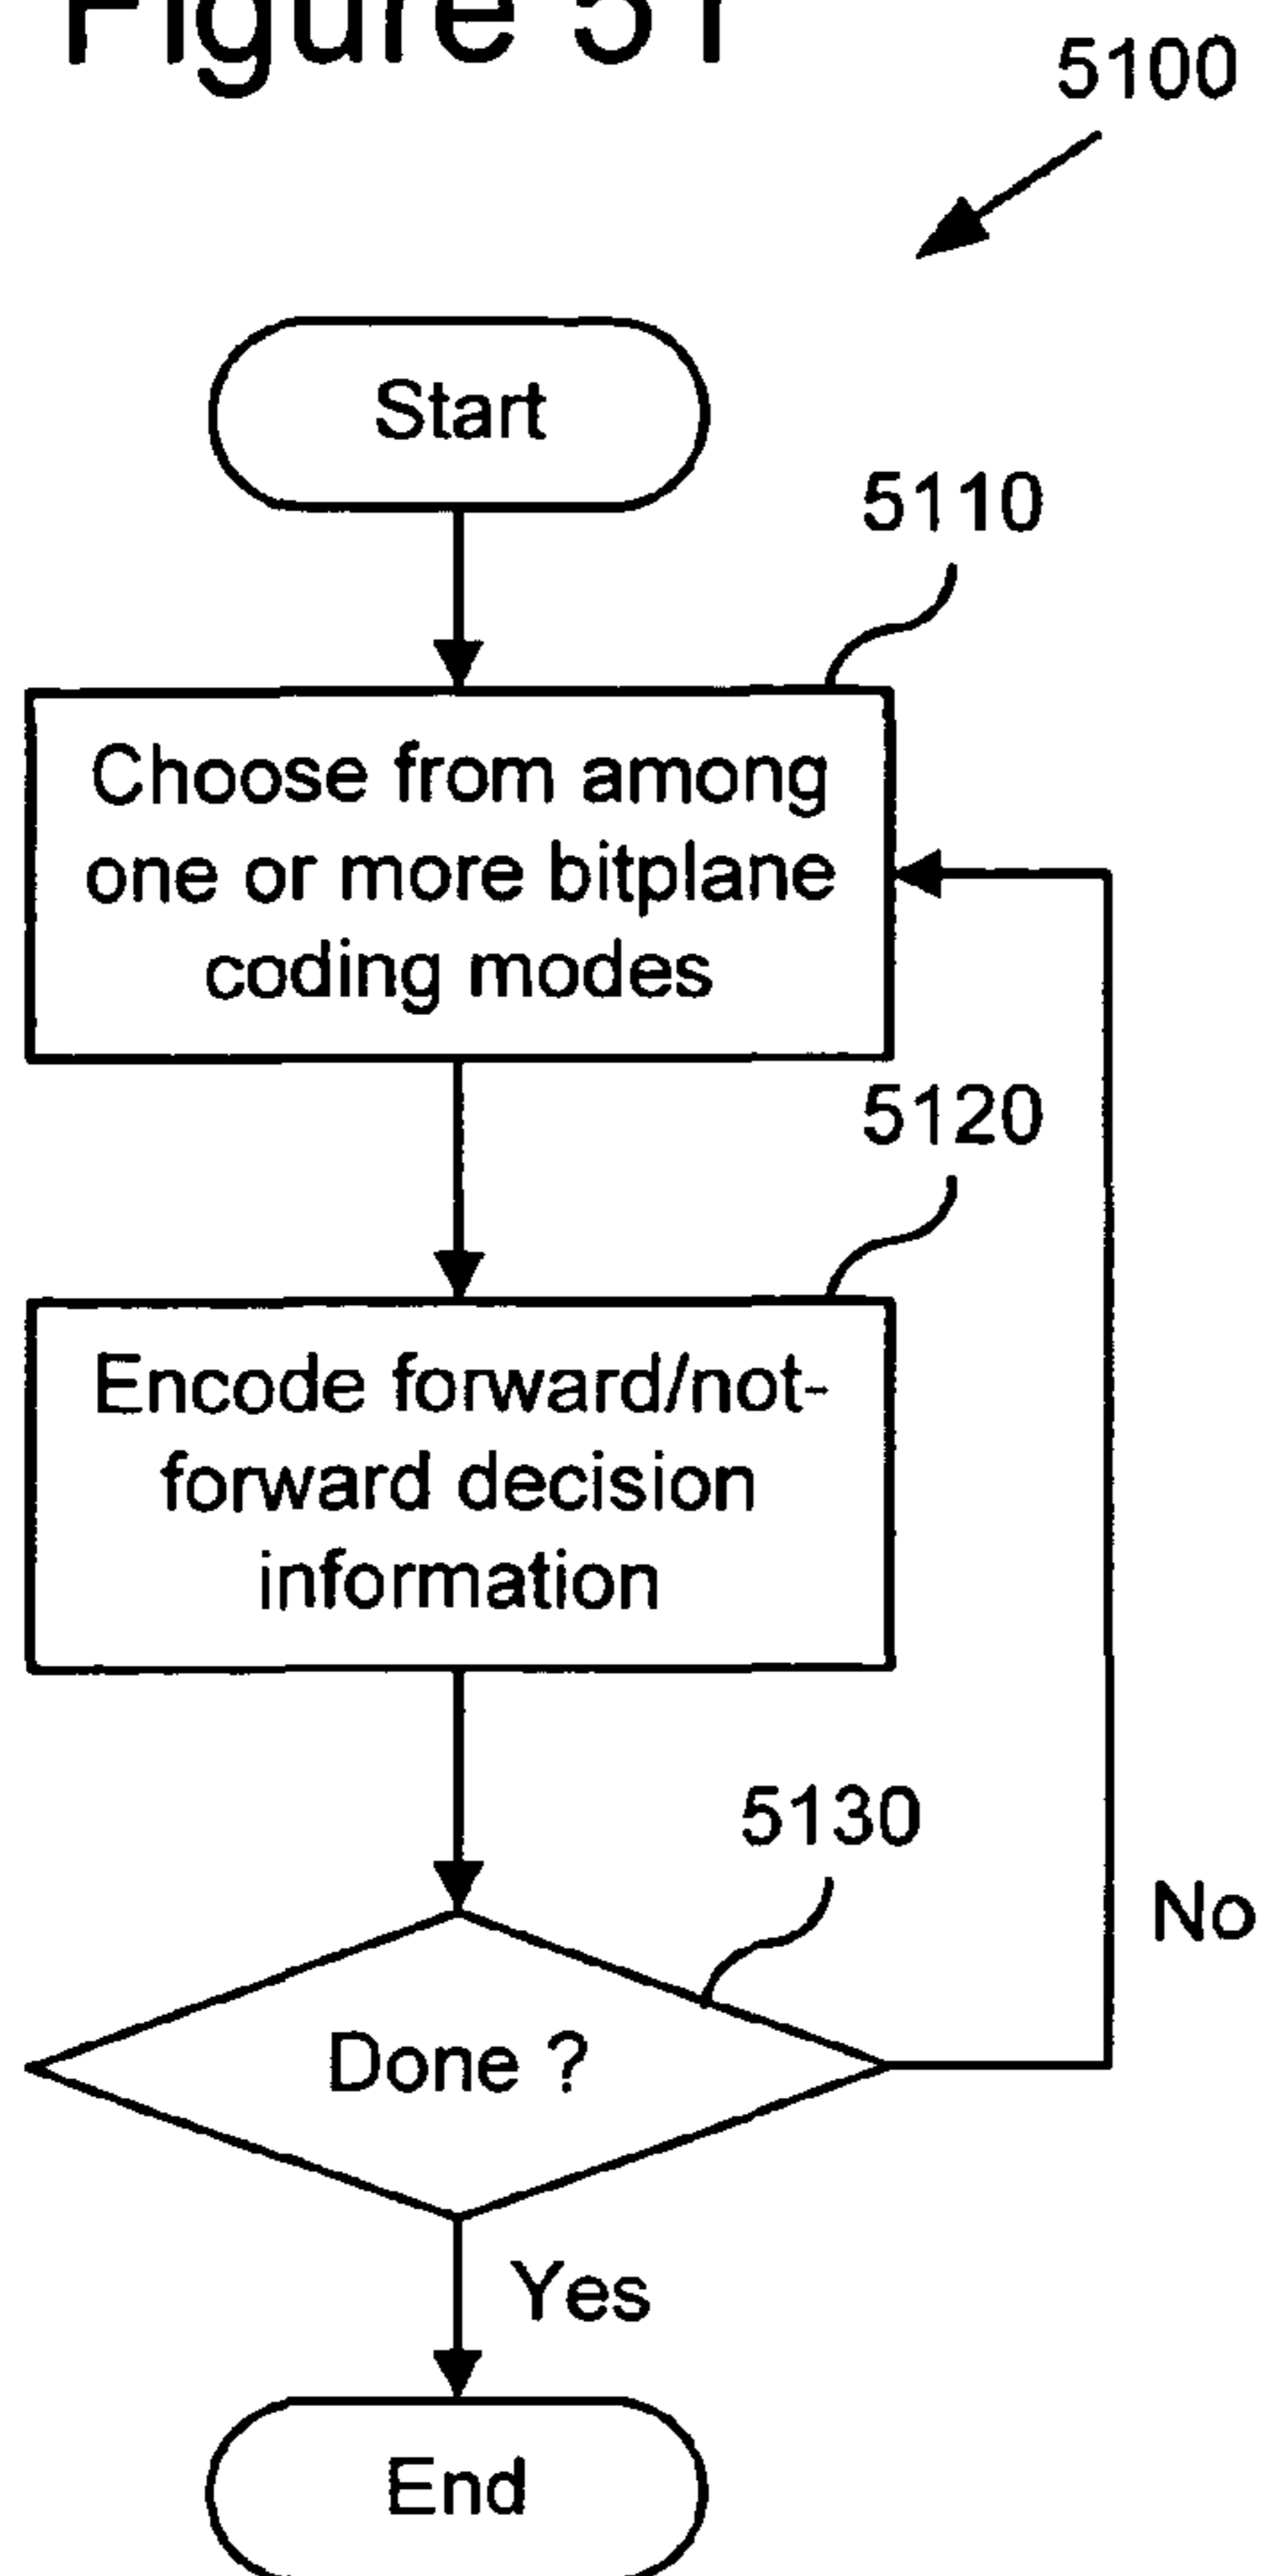 Figure 51
5100
Start
5110
Choose from among
one or more bitplane
coding modes
5120
Encode forward/not-
forward decision
information
5130
No
Done ?
Yes
End